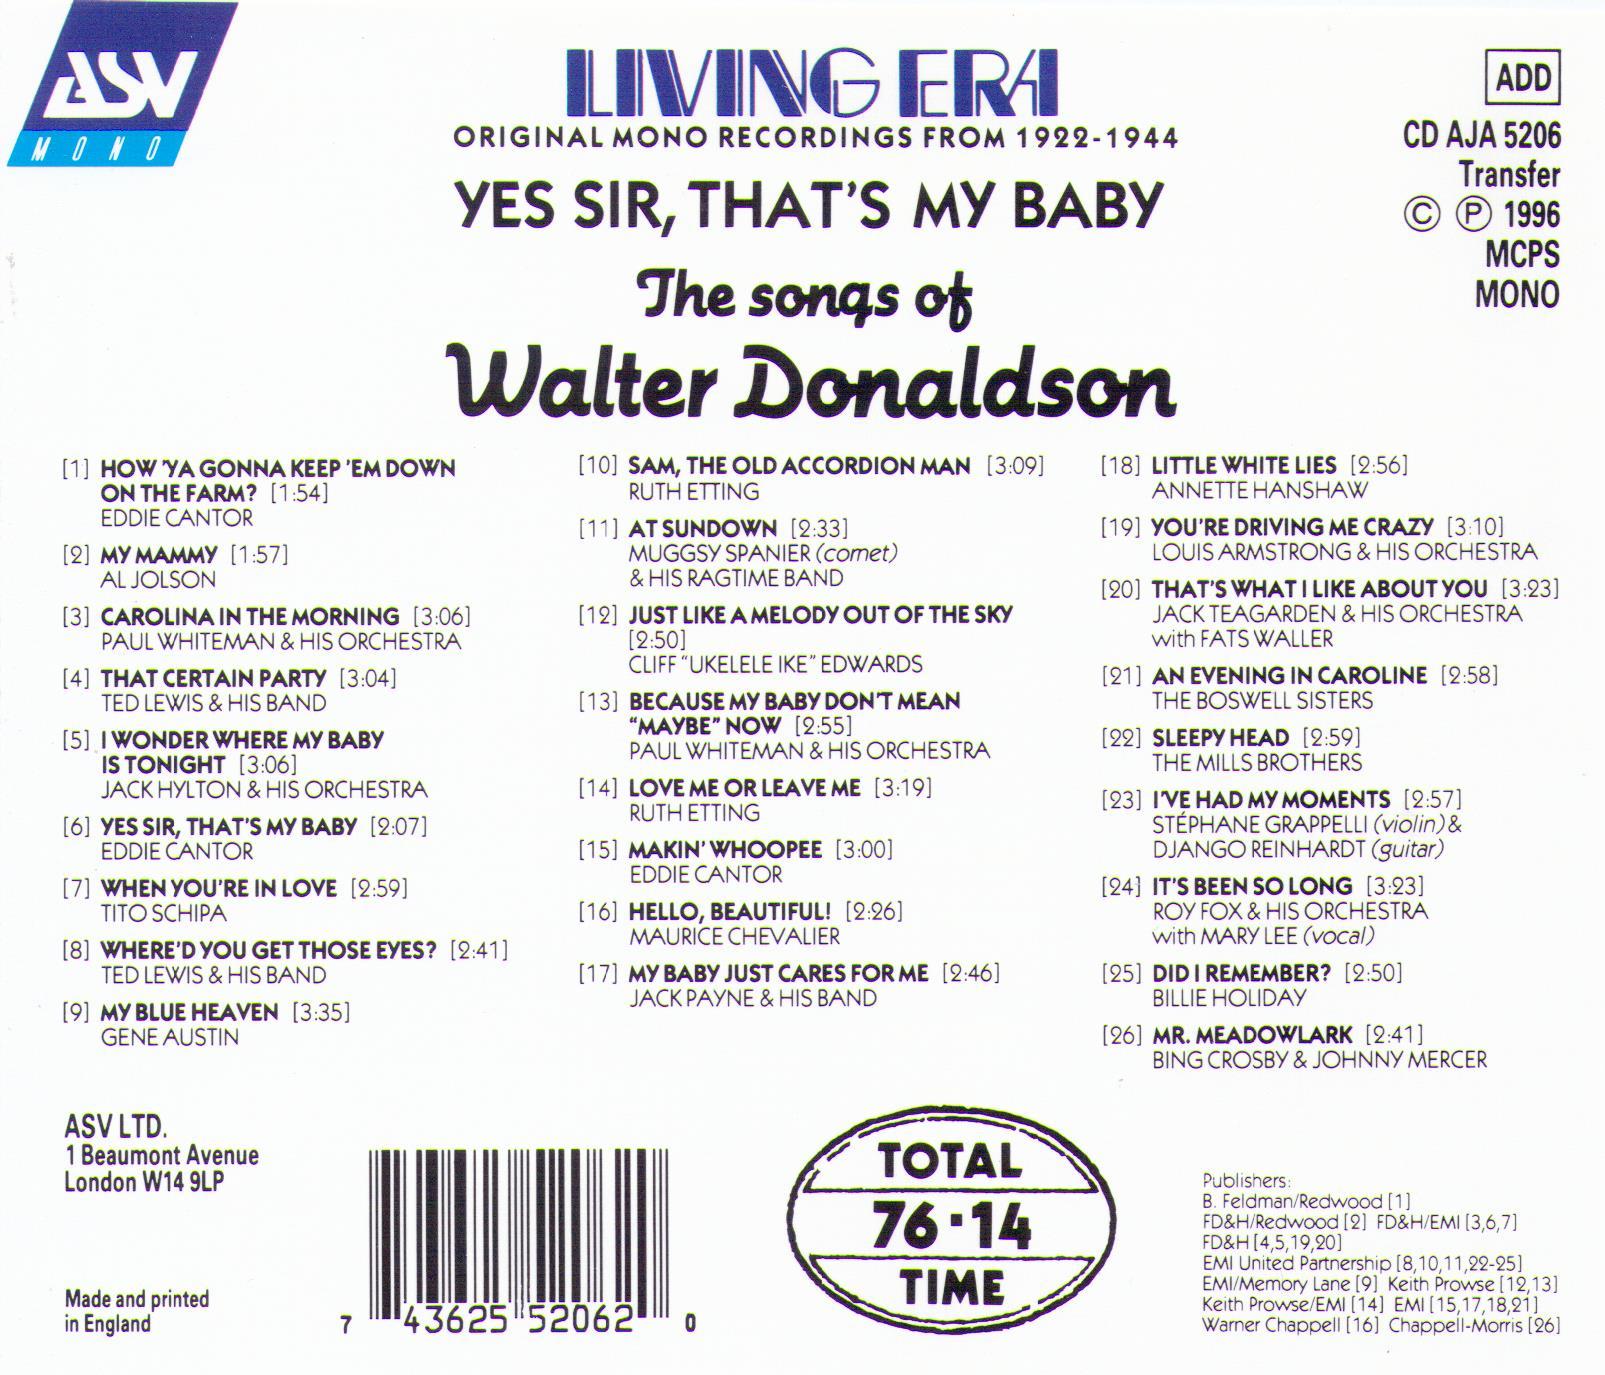 ASV
MONO
LIVING ERA
ORIGINAL MONO RECORDINGS FROM 1922-1944
YES SIR, THAT'S MY BABY
The songs of
Walter Donaldson
ADD
CD AJA 5206
Transfer
© ℗ 1996
MCPS
MONO
[1] HOW 'YA GONNA KEEP 'EM DOWN
ON THE FARM? [1:54]
EDDIE CANTOR
[2] MY MAMMY [1:57]
AL JOLSON
[3] CAROLINA IN THE MORNING [3:06]
PAUL WHITEMAN & HIS ORCHESTRA
[4] THAT CERTAIN PARTY [3:04]
TED LEWIS & HIS BAND
[5] I WONDER WHERE MY BABY
IS TONIGHT [3:06]
JACK HYLTON & HIS ORCHESTRA
[6] YES SIR, THAT'S MY BABY [2:07]
EDDIE CANTOR
[7] WHEN YOU'RE IN LOVE [2:59]
TITO SCHIPA
[8] WHERE'D YOU GET THOSE EYES? [2:41]
TED LEWIS & HIS BAND
[9] MY BLUE HEAVEN [3:35]
GENE AUSTIN
[10] SAM, THE OLD ACCORDION MAN [3:09]
RUTH ETTING
[11] AT SUNDOWN [2:33]
MUGGSY SPANIER (cornet)
& HIS RAGTIME BAND
[12] JUST LIKE A MELODY OUT OF THE SKY
[2:50]
CLIFF "UKELELE IKE" EDWARDS
[13] BECAUSE MY BABY DON'T MEAN
"MAYBE" NOW [2:55]
PAUL WHITEMAN & HIS ORCHESTRA
[14] LOVE ME OR LEAVE ME [3:19]
RUTH ETTING
[15] MAKIN' WHOOPEE [3:00]
EDDIE CANTOR
[16] HELLO, BEAUTIFUL! [2:26]
MAURICE CHEVALIER
[17] MY BABY JUST CARES FOR ME [2:46]
JACK PAYNE & HIS BAND
[18] LITTLE WHITE LIES [2:56]
ANNETTE HANSHAW
[19] YOU'RE DRIVING ME CRAZY [3:10]
LOUIS ARMSTRONG & HIS ORCHESTRA
[20] THAT'S WHAT I LIKE ABOUT YOU [3:23]
JACK TEAGARDEN & HIS ORCHESTRA
with FATS WALLER
[21] AN EVENING IN CAROLINE [2:58]
THE BOSWELL SISTERS
[22] SLEEPY HEAD [2:59]
THE MILLS BROTHERS
[23] I'VE HAD MY MOMENTS [2:57]
STÉPHANE GRAPPELLI (violin) &
DJANGO REINHARDT (guitar)
[24] IT'S BEEN SO LONG [3:23]
ROY FOX & HIS ORCHESTRA
with MARY LEE (vocal)
[25] DID I REMEMBER? [2:50]
BILLIE HOLIDAY
[26] MR. MEADOWLARK [2:41]
BING CROSBY & JOHNNY MERCER
ASV LTD.
1 Beaumont Avenue
London W14 9LP
Made and printed
in England
7 43625 52062 0
TOTAL
76·14
TIME
Publishers:
B. Feldman/Redwood [1]
FD&H/Redwood [2] FD&H/EMI [3,6,7]
FD&H [4,5,19,20]
EMI United Partnership [8,10,11,22-25]
EMI/Memory Lane [9] Keith Prowse [12,13]
Keith Prowse/EMI [14] EMI [15,17,18,21]
Warner Chappell [16] Chappell-Morris [26]